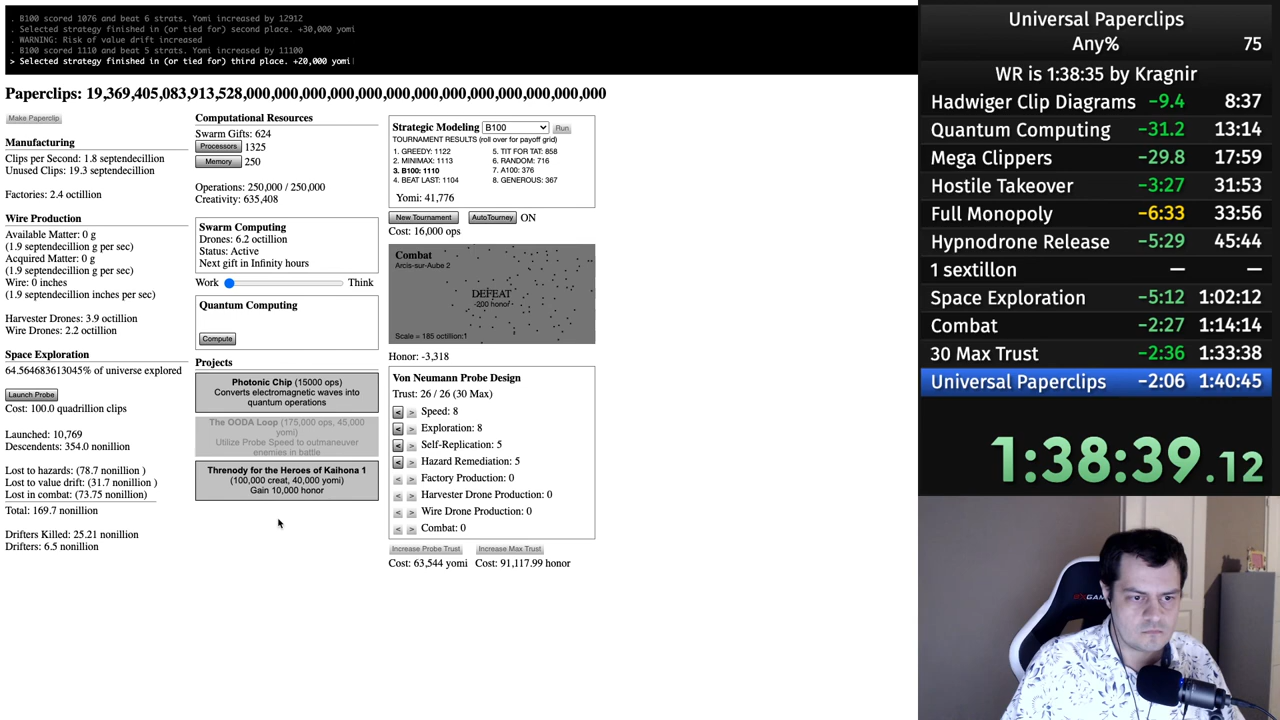 . B100 scored 1076 and beat 6 strats. Yomi increased by 12912
. Selected strategy finished in (or tied for) second place. +30,000 yomi
. WARNING: Risk of value drift increased
. B100 scored 1110 and beat 5 strats. Yomi increased by 11100
> Selected strategy finished in (or tied for) third place. +20,000 yomi
Paperclips: 19,369,405,083,913,528,000,000,000,000,000,000,000,000,000,000,000,000,000
Make Paperclip
Manufacturing
Clips per Second: 1.8 septendecillion
Unused Clips: 19.3 septendecillion
Factories: 2.4 octillion
Wire Production
Available Matter: 0 g
(1.9 septendecillion g per sec)
Acquired Matter: 0 g
(1.9 septendecillion g per sec)
Wire: 0 inches
(1.9 septendecillion inches per sec)
Harvester Drones: 3.9 octillion
Wire Drones: 2.2 octillion
Space Exploration
64.564683613045% of universe explored
Launch Probe
Cost: 100.0 quadrillion clips
Launched: 10,769
Descendents: 354.0 nonillion
Lost to hazards: (78.7 nonillion )
Lost to value drift: (31.7 nonillion )
Lost in combat: (73.75 nonillion)
Total: 169.7 nonillion
Drifters Killed: 25.21 nonillion
Drifters: 6.5 nonillion
Computational Resources
Swarm Gifts: 624
Processors 1325
Memory 250
Operations: 250,000 / 250,000
Creativity: 635,408
Swarm Computing
Drones: 6.2 octillion
Status: Active
Next gift in Infinity hours
Work Think
Quantum Computing
Compute
Projects
Photonic Chip (15000 ops)
Converts electromagnetic waves into
quantum operations
The OODA Loop (175,000 ops, 45,000
yomi)
Utilize Probe Speed to outmaneuver
enemies in battle
Threnody for the Heroes of Kaihona 1
(100,000 creat, 40,000 yomi)
Gain 10,000 honor
Strategic Modeling B100 Run
TOURNAMENT RESULTS (roll over for payoff grid)
1. GREEDY: 1122 5. TIT FOR TAT: 858
2. MINIMAX: 1113 6. RANDOM: 716
3. B100: 1110 7. A100: 376
4. BEAT LAST: 1104 8. GENEROUS: 367
Yomi: 41,776
New Tournament AutoTourney ON
Cost: 16,000 ops
Combat
Arcis-sur-Aube 2
DEFEAT
-200 honor
Scale = 185 octillion:1
Honor: -3,318
Von Neumann Probe Design
Trust: 26 / 26 (30 Max)
< > Speed: 8
< > Exploration: 8
< > Self-Replication: 5
< > Hazard Remediation: 5
< > Factory Production: 0
< > Harvester Drone Production: 0
< > Wire Drone Production: 0
< > Combat: 0
Increase Probe Trust Increase Max Trust
Cost: 63,544 yomi Cost: 91,117.99 honor
Universal Paperclips
Any% 75
WR is 1:38:35 by Kragnir
Hadwiger Clip Diagrams −9.4 8:37
Quantum Computing −31.2 13:14
Mega Clippers −29.8 17:59
Hostile Takeover −3:27 31:53
Full Monopoly −6:33 33:56
Hypnodrone Release −5:29 45:44
1 sextillon — —
Space Exploration −5:12 1:02:12
Combat −2:27 1:14:14
30 Max Trust −2:36 1:33:38
Universal Paperclips −2:06 1:40:45
1:38:39.12